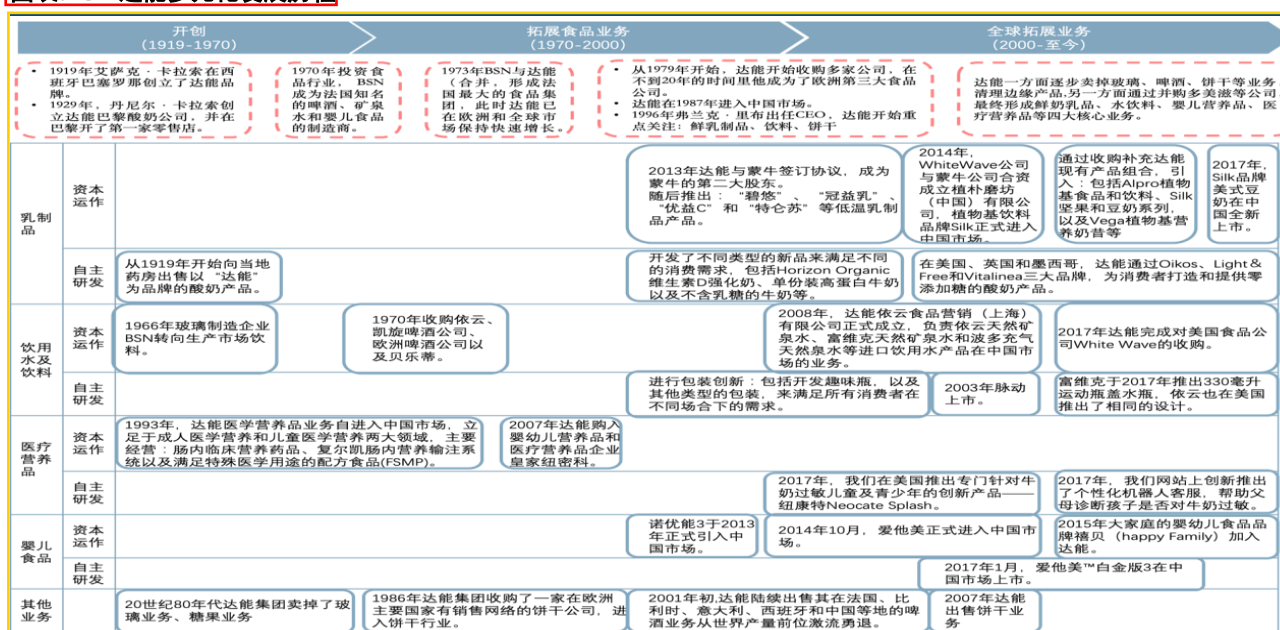 开创
(1919-1970)
拓展食品业务
(1970-2000)
全球拓展业务
(2000-至今)
• 1919年艾萨克·卡拉索在西
班牙巴塞罗那创立了达能品
牌。
• 1929年，丹尼尔·卡拉索创
立达能巴黎酸奶公司，并在
巴黎开了第一家零售店。
1970年投资食
品行业，BSN
成为法国知名
的啤酒、矿泉
水和婴儿食品
的制造商。
1973年BSN与达能
（合并，形成法
国最大的食品集
团，此时达能已
在欧洲和全球市
场保持快速增长。
• 从1979年开始，达能开始收购多家公司，在
不到20年的时间里他成为了欧洲第三大食品
公司。
• 达能在1987年进入中国市场。
• 1996年弗兰克·里布出任CEO，达能开始重
点关注：鲜乳制品、饮料、饼干
达能一方面逐步卖掉玻璃、啤酒、饼干等业务
清理边缘产品,另一方面通过并购多美滋等公司
最终形成鲜奶乳品、水饮料、婴儿营养品、医
疗营养品等四大核心业务。
乳制
品
资本
运作
2013年达能与蒙牛签订协议，成为
蒙牛的第二大股东。
随后推出：“碧悠”、“冠益乳”、
“优益C”和“特仑苏”等低温乳制
品产品。
2014年，
WhiteWave公司
与蒙牛公司合资
成立植朴磨坊
（中国）有限公
司，植物基饮料
品牌Silk正式进入
中国市场。
通过收购补充达能
现有产品组合，引
入：包括Alpro植物
基食品和饮料、Silk
坚果和豆奶系列，
以及Vega植物基营
养奶昔等
2017年，
Silk品牌
美式豆
奶在中
国全新
上市。
自主
研发
从1919年开始向当地
药房出售以“达能”
为品牌的酸奶产品。
开发了不同类型的新品来满足不同
的消费需求，包括Horizon Organic
维生素D强化奶、单份装高蛋白牛奶
以及不含乳糖的牛奶等。
在美国、英国和墨西哥，达能通过Oikos、Light＆
Free和Vitalinea三大品牌，为消费者打造和提供零
添加糖的酸奶产品。
饮用
水及
饮料
资本
运作
1966年玻璃制造企业
BSN转向生产市场饮
料。
1970年收购依云、
凯旋啤酒公司、
欧洲啤酒公司以
及贝乐蒂。
2008年，达能依云食品营销（上海）
有限公司正式成立，负责依云天然矿
泉水、富维克天然矿泉水和波多充气
天然泉水等进口饮用水产品在中国市
场的业务。
2017年达能完成对美国食品公
司White Wave的收购。
自主
研发
进行包装创新：包括开发趣味瓶，以及
其他类型的包装，来满足所有消费者在
不同场合下的需求。
2003年脉动
上市。
富维克于2017年推出330毫升
运动瓶盖水瓶，依云也在美国
推出了相同的设计。
医疗
营养
品
资本
运作
1993年，达能医学营养品业务自进入中国市场，立
足于成人医学营养和儿童医学营养两大领域，主要
经营：肠内临床营养药品、复尔凯肠内营养输注系
统以及满足特殊医学用途的配方食品(FSMP)。
2007年达能购入
婴幼儿营养品和
医疗营养品企业
皇家纽密科。
自主
研发
2017年，我们在美国推出专门针对牛
奶过敏儿童及青少年的创新产品——
纽康特Neocate Splash。
2017年，我们网站上创新推出
了个性化机器人客服，帮助父
母诊断孩子是否对牛奶过敏。
婴儿
食品
资本
运作
诺优能3于2013
年正式引入中
国市场。
2014年10月，爱他美正式进入中国市
场。
2015年大家庭的婴幼儿食品品
牌禧贝（happy Family）加入
达能。
自主
研发
2017年1月，爱他美™白金版3在中
国市场上市。
其他
业务
20世纪80年代达能集团卖掉了玻
璃业务、糖果业务
1986年达能集团收购了一家在欧洲
主要国家有销售网络的饼干公司，进
入饼干行业。
2001年初,达能陆续出售其在法国、比
利时、意大利、西班牙和中国等地的啤
酒业务从世界产量前位激流勇退。
2007年达能
出售饼干业
务